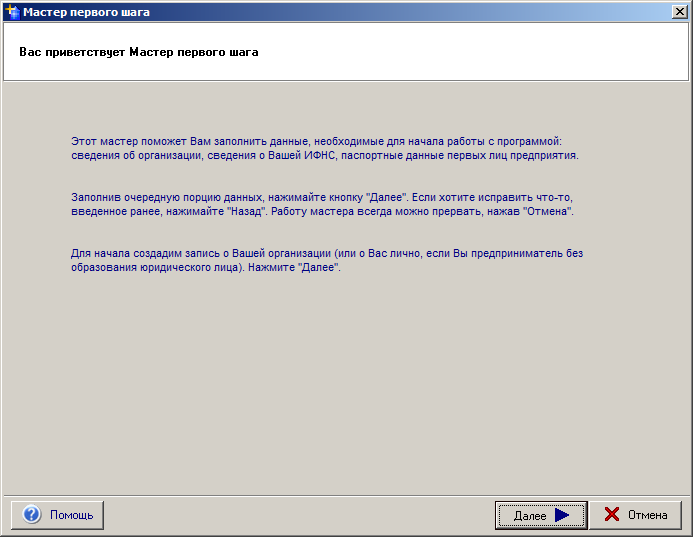 Мастер первого шага
Вас приветствует Мастер первого шага
Этот мастер поможет Вам заполнить данные, необходимые для начала работы с программой:
сведения об организации, сведения о Вашей ИФНС, паспортные данные первых лиц предприятия.
Заполнив очередную порцию данных, нажимайте кнопку "Далее". Если хотите исправить что-то,
введенное ранее, нажимайте "Назад". Работу мастера всегда можно прервать, нажав "Отмена".
Для начала создадим запись о Вашей организации (или о Вас лично, если Вы предприниматель без
образования юридического лица). Нажмите "Далее".
Помощь
Далее
Отмена